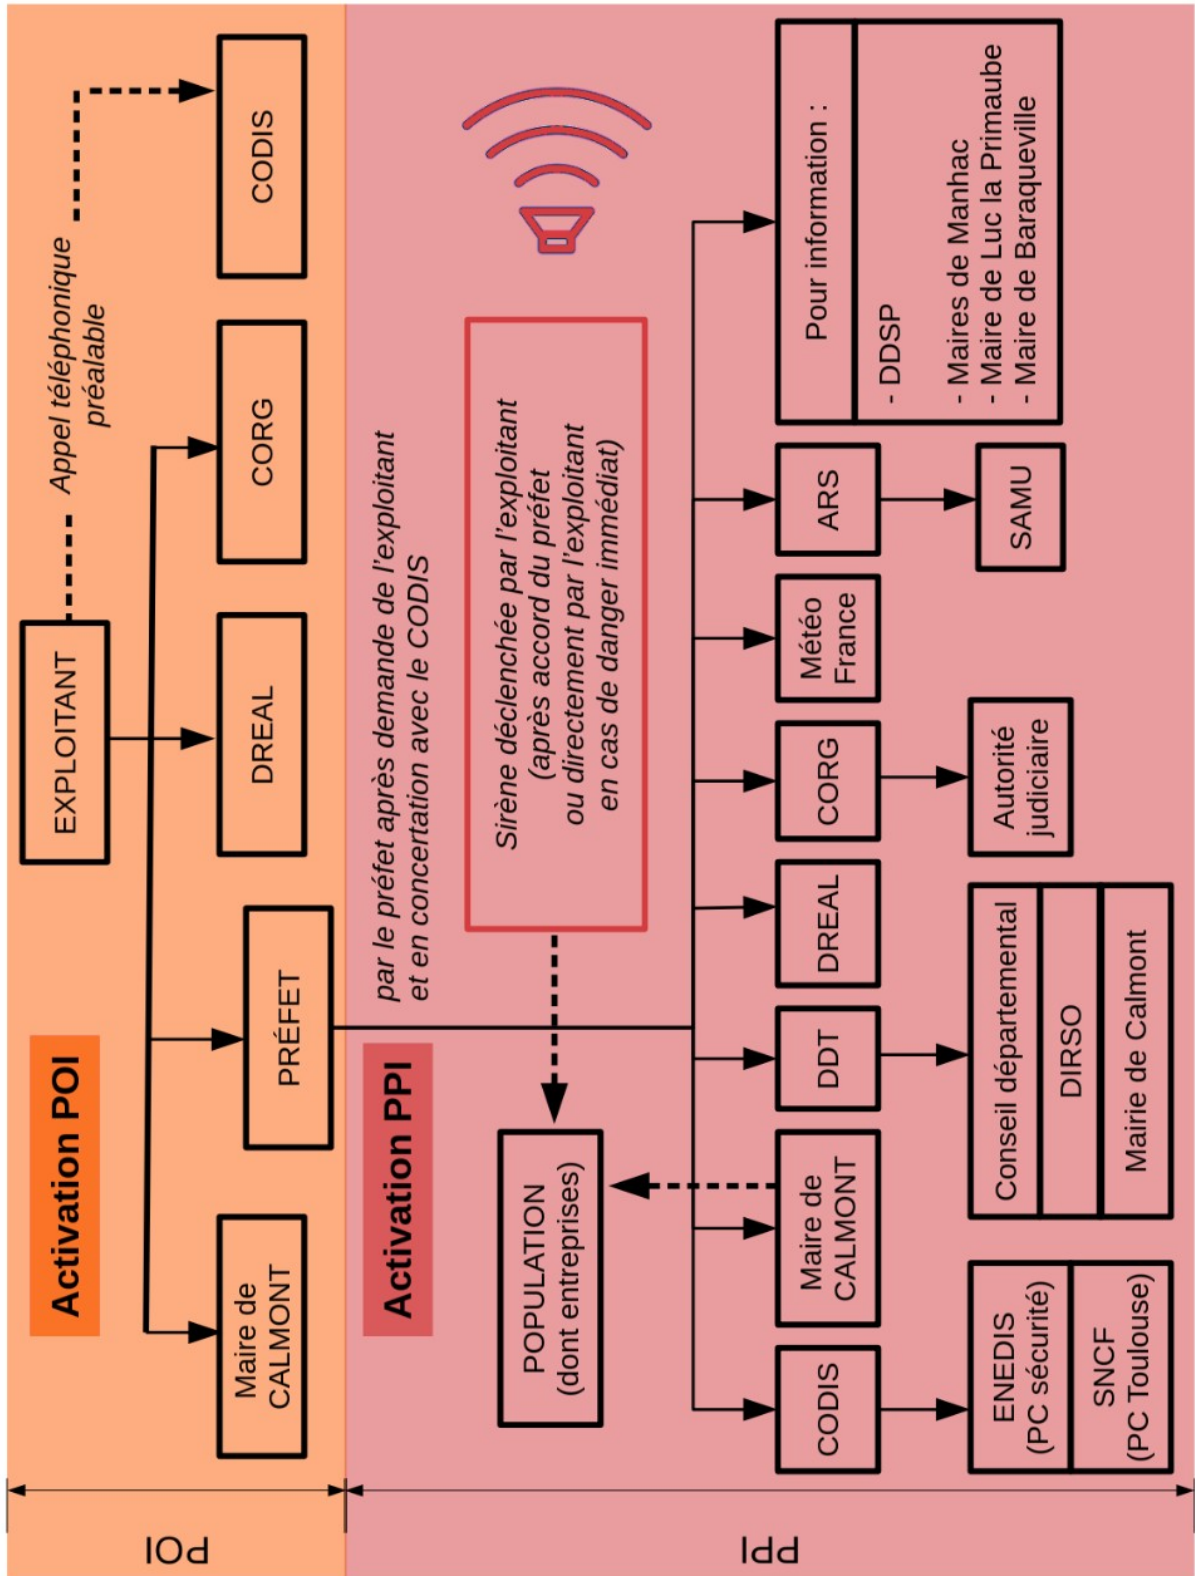 POI
Activation POI
EXPLOITANT
Appel téléphonique
préalable
Maire de
CALMONT
PRÉFET
DREAL
CORG
CODIS
PPI
Activation PPI
par le préfet après demande de l'exploitant
et en concertation avec le CODIS
POPULATION
(dont entreprises)
Sirène déclenchée par l'exploitant
(après accord du préfet
ou directement par l'exploitant
en cas de danger immédiat)
CODIS
Maire de
CALMONT
DDT
DREAL
CORG
Météo
France
ARS
Pour information :
- DDSP
- Maires de Manhac
- Maire de Luc la Primaube
- Maire de Baraqueville
ENEDIS
(PC sécurité)
SNCF
(PC Toulouse)
Conseil départemental
DIRSO
Mairie de Calmont
Autorité
judiciaire
SAMU